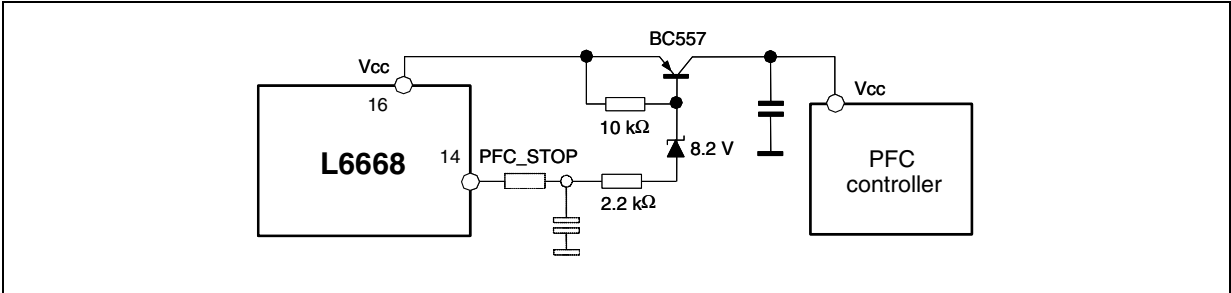 BC557
Vcc
16
Vcc
10 kΩ
8.2 V
L6668
14
PFC_STOP
2.2 kΩ
PFC
controller